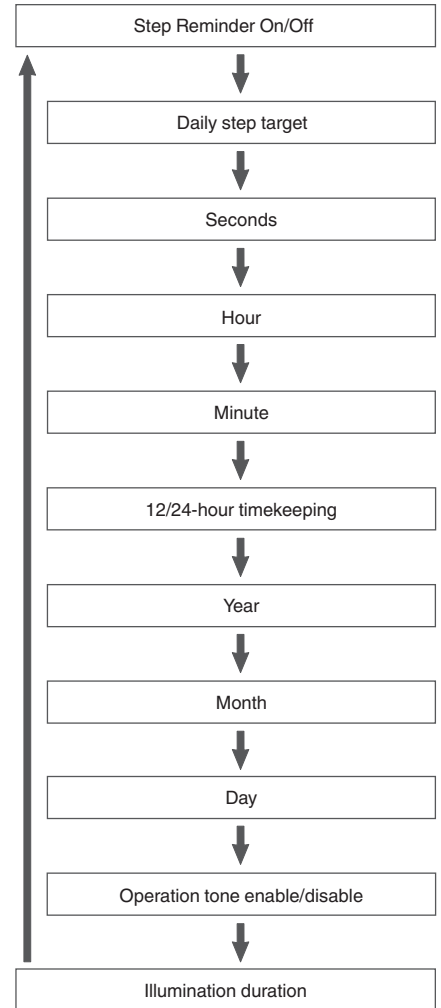 Step Reminder On/Off
Daily step target
Seconds
Hour
Minute
12/24-hour timekeeping
Year
Month
Day
Operation tone enable/disable
Illumination duration